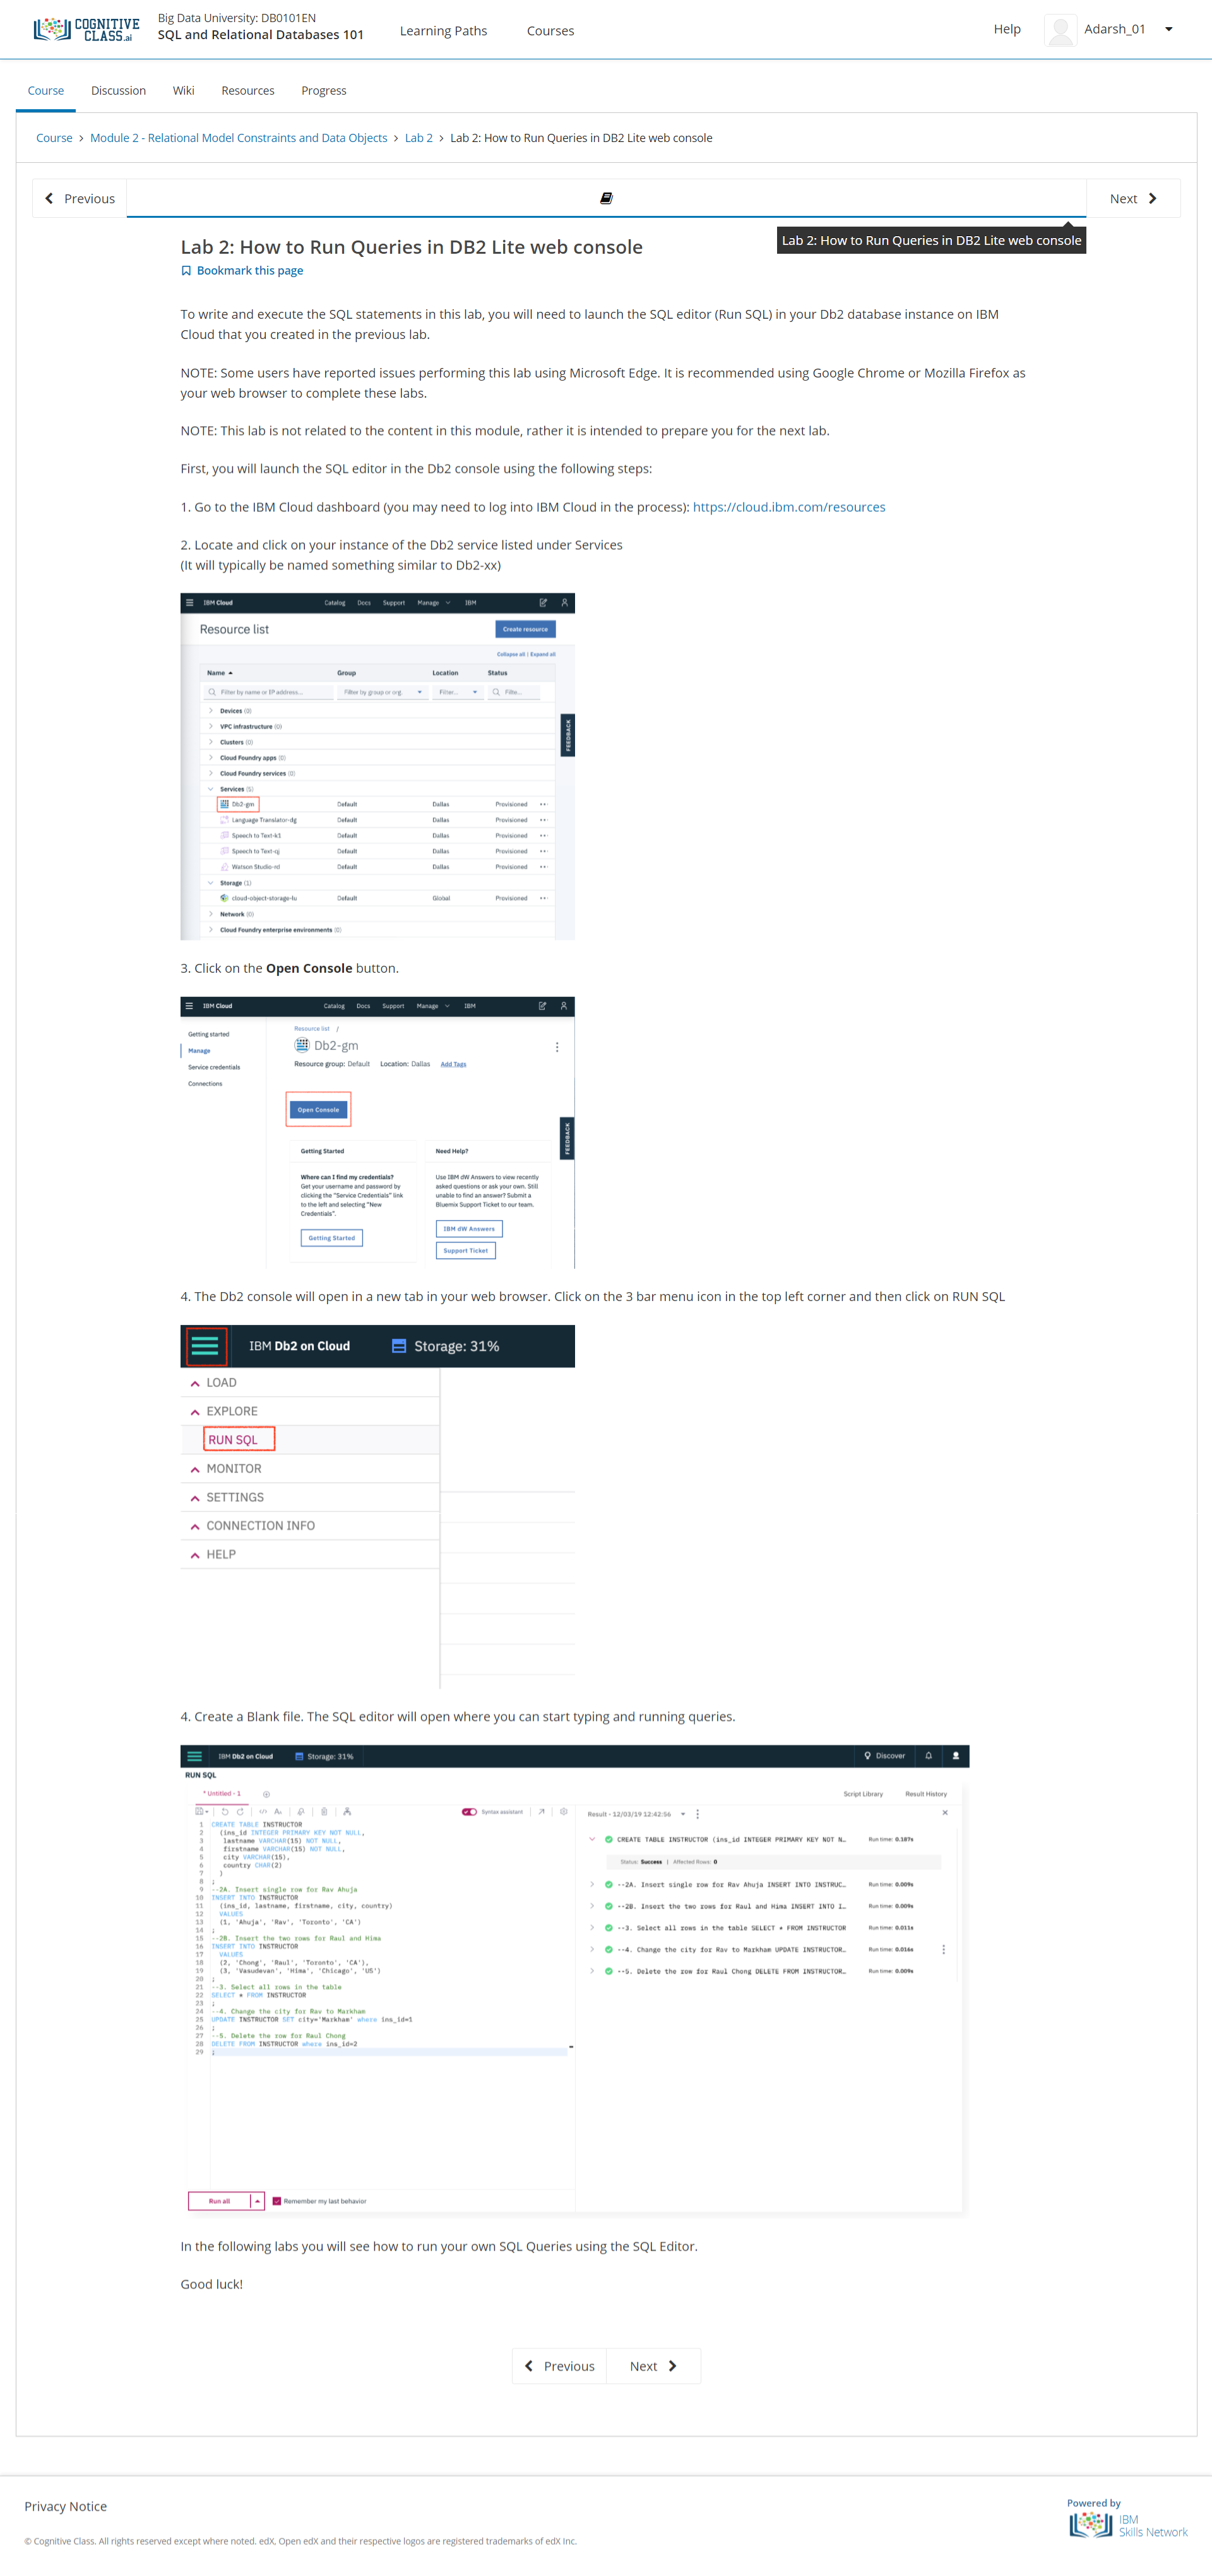 COGNITIVE
CLASS.ai
Big Data University: DB0101EN
SQL and Relational Databases 101
Learning Paths
Courses
Help
Adarsh_01
Course
Discussion
Wiki
Resources
Progress
Course > Module 2 - Relational Model Constraints and Data Objects > Lab 2 > Lab 2: How to Run Queries in DB2 Lite web console
Previous
Next
Lab 2: How to Run Queries in DB2 Lite web console
Lab 2: How to Run Queries in DB2 Lite web console
Bookmark this page
To write and execute the SQL statements in this lab, you will need to launch the SQL editor (Run SQL) in your Db2 database instance on IBM
Cloud that you created in the previous lab.
NOTE: Some users have reported issues performing this lab using Microsoft Edge. It is recommended using Google Chrome or Mozilla Firefox as
your web browser to complete these labs.
NOTE: This lab is not related to the content in this module, rather it is intended to prepare you for the next lab.
First, you will launch the SQL editor in the Db2 console using the following steps:
1. Go to the IBM Cloud dashboard (you may need to log into IBM Cloud in the process): https://cloud.ibm.com/resources
2. Locate and click on your instance of the Db2 service listed under Services
(It will typically be named something similar to Db2-xx)
IBM Cloud Catalog Docs Support Manage IBM
Resource list
Create resource
Collapse all | Expand all
Name Group Location Status
Filter by name or IP address... Filter by group or org. Filter... Filte...
Devices (0)
VPC infrastructure (0)
Clusters (0)
Cloud Foundry apps (0)
Cloud Foundry services (0)
Services (5)
Db2-gm Default Dallas Provisioned
Language Translator-dg Default Dallas Provisioned
Speech to Text-k1 Default Dallas Provisioned
Speech to Text-qj Default Dallas Provisioned
Watson Studio-rd Default Dallas Provisioned
Storage (1)
cloud-object-storage-lu Default Global Provisioned
Network (0)
Cloud Foundry enterprise environments (0)
FEEDBACK
3. Click on the Open Console button.
IBM Cloud Catalog Docs Support Manage IBM
Getting started
Manage
Service credentials
Connections
Resource list /
Db2-gm
Resource group: Default Location: Dallas Add Tags
Open Console
FEEDBACK
Getting Started
Where can I find my credentials?
Get your username and password by
clicking the "Service Credentials" link
to the left and selecting "New
Credentials".
Getting Started
Need Help?
Use IBM dW Answers to view recently
asked questions or ask your own. Still
unable to find an answer? Submit a
Bluemix Support Ticket to our team.
IBM dW Answers
Support Ticket
4. The Db2 console will open in a new tab in your web browser. Click on the 3 bar menu icon in the top left corner and then click on RUN SQL
IBM Db2 on Cloud Storage: 31%
LOAD
EXPLORE
RUN SQL
MONITOR
SETTINGS
CONNECTION INFO
HELP
4. Create a Blank file. The SQL editor will open where you can start typing and running queries.
IBM Db2 on Cloud Storage: 31% Discover
RUN SQL
* Untitled - 1
Script Library Result History
Syntax assistant
1 CREATE TABLE INSTRUCTOR
2 (ins_id INTEGER PRIMARY KEY NOT NULL,
3 lastname VARCHAR(15) NOT NULL,
4 firstname VARCHAR(15) NOT NULL,
5 city VARCHAR(15),
6 country CHAR(2)
7 )
8 ;
9 --2A. Insert single row for Rav Ahuja
10 INSERT INTO INSTRUCTOR
11 (ins_id, lastname, firstname, city, country)
12 VALUES
13 (1, 'Ahuja', 'Rav', 'Toronto', 'CA')
14 ;
15 --2B. Insert the two rows for Raul and Hima
16 INSERT INTO INSTRUCTOR
17 VALUES
18 (2, 'Chong', 'Raul', 'Toronto', 'CA'),
19 (3, 'Vasudevan', 'Hima', 'Chicago', 'US')
20 ;
21 --3. Select all rows in the table
22 SELECT * FROM INSTRUCTOR
23 ;
24 --4. Change the city for Rav to Markham
25 UPDATE INSTRUCTOR SET city='Markham' where ins_id=1
26 ;
27 --5. Delete the row for Raul Chong
28 DELETE FROM INSTRUCTOR where ins_id=2
29 ;
Result - 12/03/19 12:42:56
CREATE TABLE INSTRUCTOR (ins_id INTEGER PRIMARY KEY NOT N... Run time: 0.187s
Status: Success | Affected Rows: 0
--2A. Insert single row for Rav Ahuja INSERT INTO INSTRUC... Run time: 0.009s
--2B. Insert the two rows for Raul and Hima INSERT INTO I... Run time: 0.009s
--3. Select all rows in the table SELECT * FROM INSTRUCTOR Run time: 0.011s
--4. Change the city for Rav to Markham UPDATE INSTRUCTOR... Run time: 0.016s
--5. Delete the row for Raul Chong DELETE FROM INSTRUCTOR... Run time: 0.009s
Run all
Remember my last behavior
In the following labs you will see how to run your own SQL Queries using the SQL Editor.
Good luck!
Previous
Next
Privacy Notice
© Cognitive Class. All rights reserved except where noted. edX, Open edX and their respective logos are registered trademarks of edX Inc.
Powered by
IBM
Skills Network